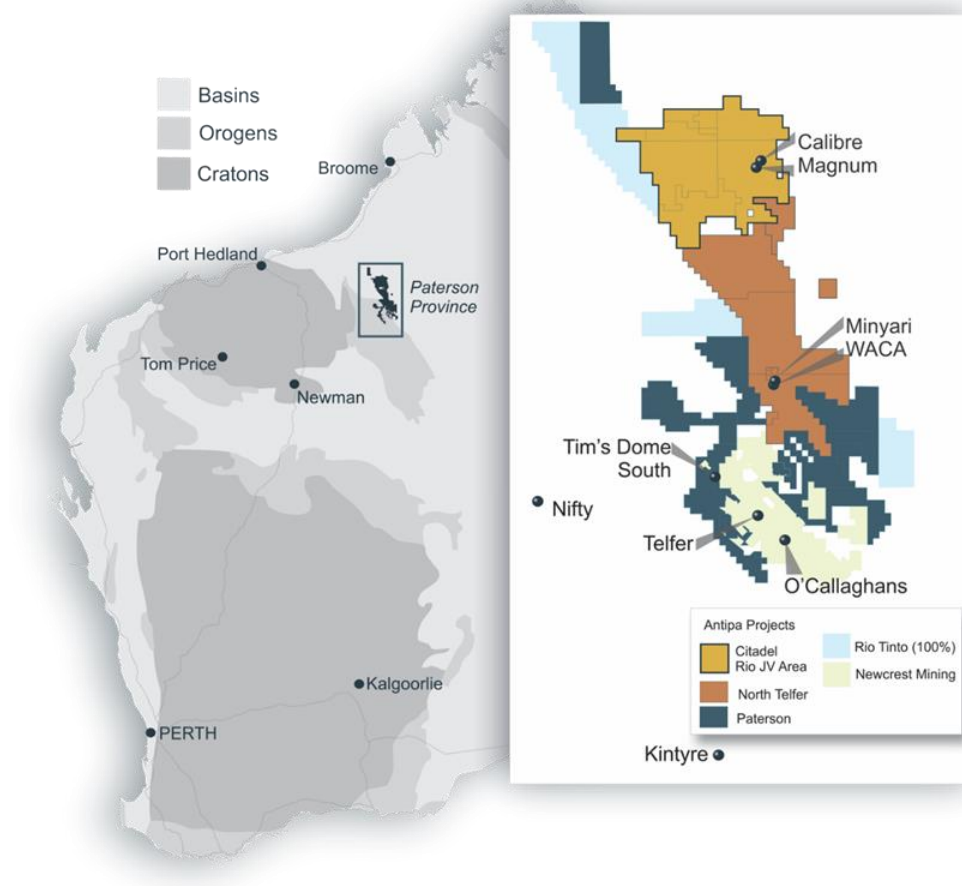 Basins
Orogens
Cratons
Broome
Port Hedland
Paterson
Province
Tom Price
Newman
Kalgoorlie
PERTH
Calibre
Magnum
Minyari
WACA
Tim's Dome
South
Nifty
Telfer
O'Callaghans
Antipa Projects
Citadel
Rio JV Area
North Telfer
Paterson
Rio Tinto (100%)
Newcrest Mining
Kintyre